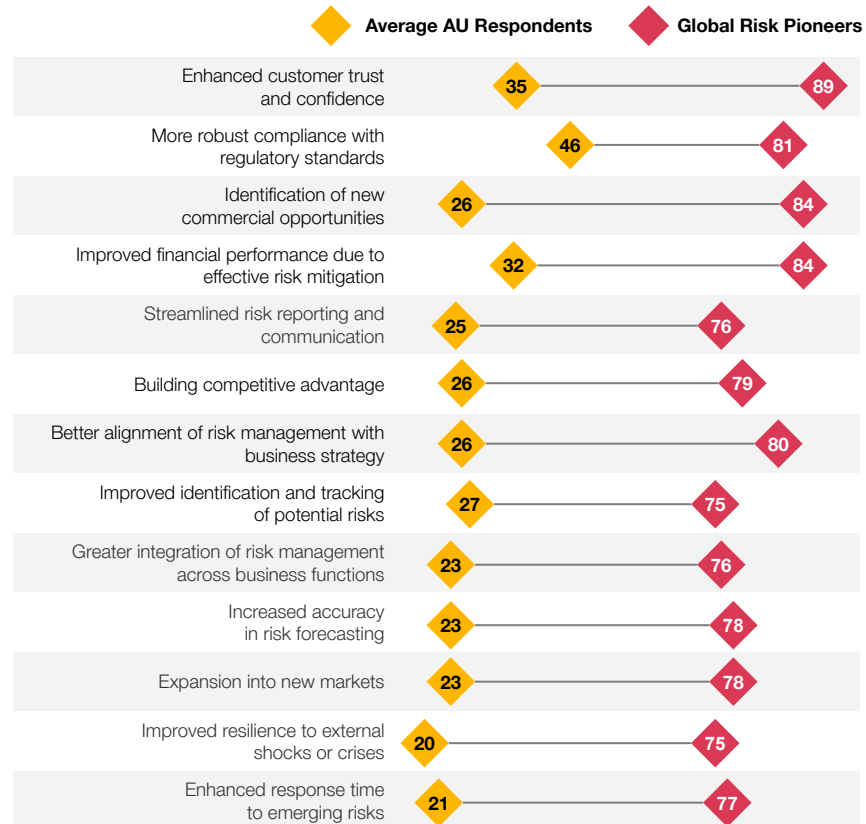 Average AU Respondents Global Risk Pioneers
Enhanced customer trust
and confidence
35 89
More robust compliance with
regulatory standards
46 81
Identification of new
commercial opportunities
26 84
Improved financial performance due to
effective risk mitigation
32 84
Streamlined risk reporting and
communication
25 76
Building competitive advantage
26 79
Better alignment of risk management with
business strategy
26 80
Improved identification and tracking
of potential risks
27 75
Greater integration of risk management
across business functions
23 76
Increased accuracy
in risk forecasting
23 78
Expansion into new markets
23 78
Improved resilience to external
shocks or crises
20 75
Enhanced response time
to emerging risks
21 77